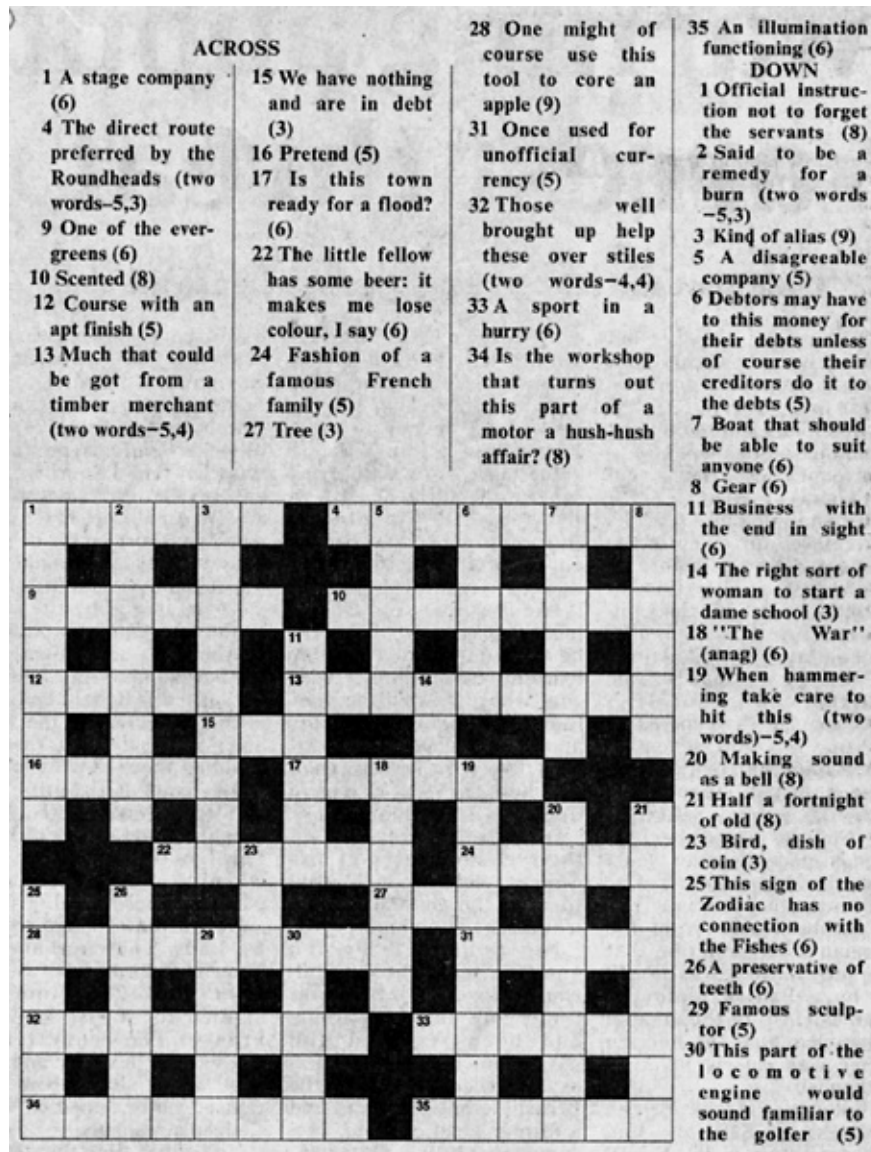 ACROSS
1 A stage company
(6)
4 The direct route
preferred by the
Roundheads (two
words–5,3)
9 One of the ever-
greens (6)
10 Scented (8)
12 Course with an
apt finish (5)
13 Much that could
be got from a
timber merchant
(two words–5,4)
15 We have nothing
and are in debt
(3)
16 Pretend (5)
17 Is this town
ready for a flood?
(6)
22 The little fellow
has some beer: it
makes me lose
colour, I say (6)
24 Fashion of a
famous French
family (5)
27 Tree (3)
28 One might of
course use this
tool to core an
apple (9)
31 Once used for
unofficial cur-
rency (5)
32 Those well
brought up help
these over stiles
(two words–4,4)
33 A sport in a
hurry (6)
34 Is the workshop
that turns out
this part of a
motor a hush-hush
affair? (8)
35 An illumination
functioning (6)
DOWN
1 Official instruc-
tion not to forget
the servants (8)
2 Said to be a
remedy for a
burn (two words
–5,3)
3 Kind of alias (9)
5 A disagreeable
company (5)
6 Debtors may have
to this money for
their debts unless
of course their
creditors do it to
the debts (5)
7 Boat that should
be able to suit
anyone (6)
8 Gear (6)
11 Business with
the end in sight
(6)
14 The right sort of
woman to start a
dame school (3)
18 "The War"
(anag) (6)
19 When hammer-
ing take care to
hit this (two
words)–5,4)
20 Making sound
as a bell (8)
21 Half a fortnight
of old (8)
23 Bird, dish of
coin (3)
25 This sign of the
Zodiac has no
connection with
the Fishes (6)
26 A preservative of
teeth (6)
29 Famous sculp-
tor (5)
30 This part of the
locomotive
engine would
sound familiar to
the golfer (5)
1 2 3 4 5 6 7 8
9 10
11
12 13 14
15
16 17 18 19
20 21
22 23 24
25 26 27
28 29 30 31
32 33
34 35